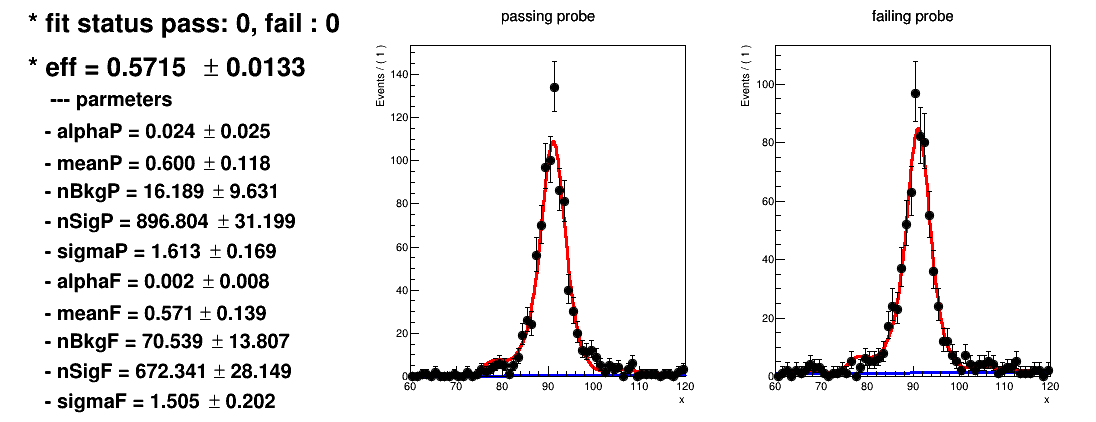 * fit status pass: 0, fail : 0
* eff = 0.5715 ± 0.0133
--- parmeters
- alphaP = 0.024 ± 0.025
- meanP = 0.600 ± 0.118
- nBkgP = 16.189 ± 9.631
- nSigP = 896.804 ± 31.199
- sigmaP = 1.613 ± 0.169
- alphaF = 0.002 ± 0.008
- meanF = 0.571 ± 0.139
- nBkgF = 70.539 ± 13.807
- nSigF = 672.341 ± 28.149
- sigmaF = 1.505 ± 0.202
passing probe
Events / ( 1 )
140
120
100
80
60
40
20
0
60 70 80 90 100 110 120
x
failing probe
Events / ( 1 )
100
80
60
40
20
0
60 70 80 90 100 110 120
x